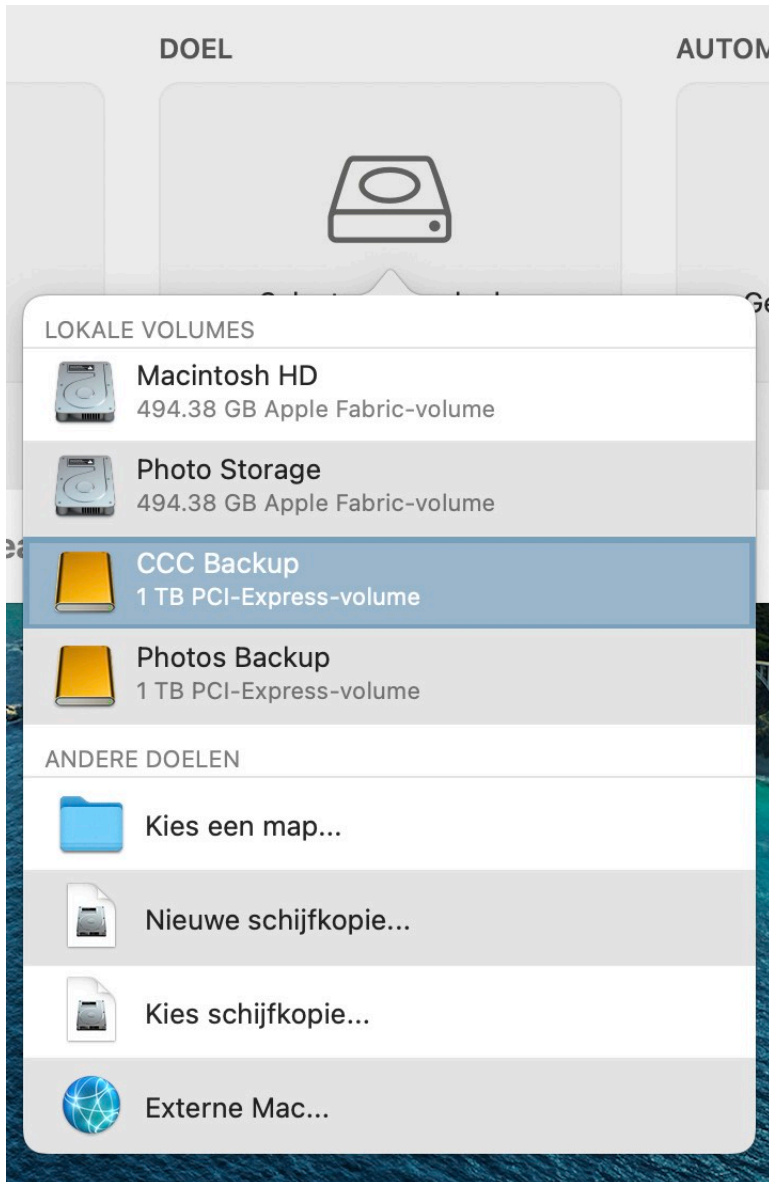 DOEL
LOKALE VOLUMES
Macintosh HD
494.38 GB Apple Fabric-volume
Photo Storage
494.38 GB Apple Fabric-volume
CCC Backup
1 TB PCI-Express-volume
Photos Backup
1 TB PCI-Express-volume
ANDERE DOELEN
Kies een map...
Nieuwe schijfkopie...
Kies schijfkopie...
Externe Mac...